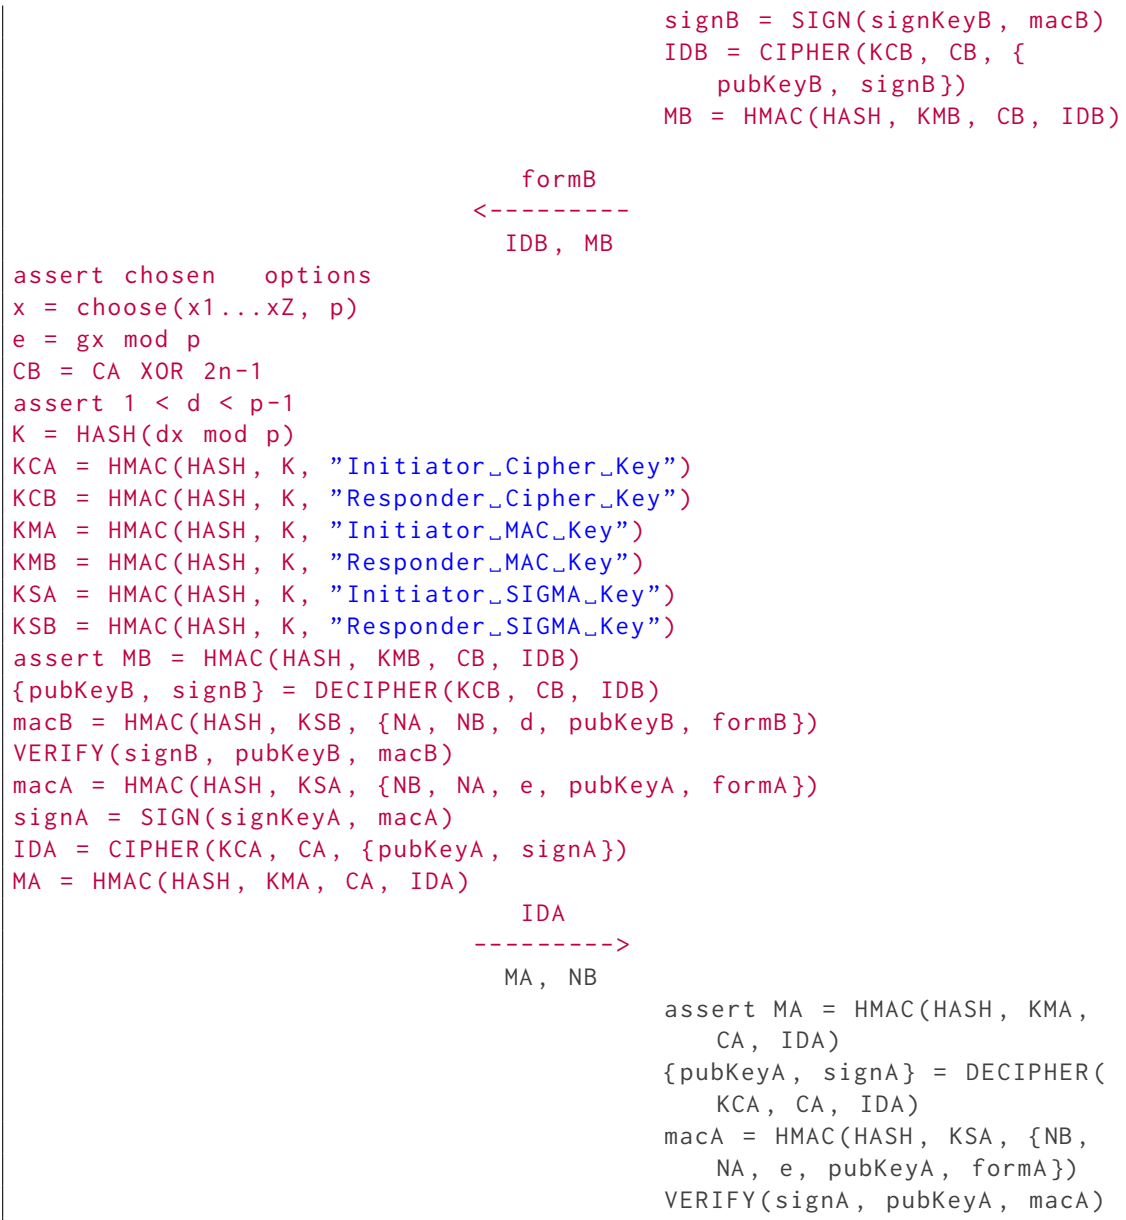 signB = SIGN(signKeyB, macB)
IDB = CIPHER(KCB, CB, {
pubKeyB, signB})
MB = HMAC(HASH, KMB, CB, IDB)
formB
<---------
IDB, MB
assert chosen options
x = choose(x1...xZ, p)
e = gx mod p
CB = CA XOR 2n-1
assert 1 < d < p-1
K = HASH(dx mod p)
KCA = HMAC(HASH, K, "Initiator␣Cipher␣Key")
KCB = HMAC(HASH, K, "Responder␣Cipher␣Key")
KMA = HMAC(HASH, K, "Initiator␣MAC␣Key")
KMB = HMAC(HASH, K, "Responder␣MAC␣Key")
KSA = HMAC(HASH, K, "Initiator␣SIGMA␣Key")
KSB = HMAC(HASH, K, "Responder␣SIGMA␣Key")
assert MB = HMAC(HASH, KMB, CB, IDB)
{pubKeyB, signB} = DECIPHER(KCB, CB, IDB)
macB = HMAC(HASH, KSB, {NA, NB, d, pubKeyB, formB})
VERIFY(signB, pubKeyB, macB)
macA = HMAC(HASH, KSA, {NB, NA, e, pubKeyA, formA})
signA = SIGN(signKeyA, macA)
IDA = CIPHER(KCA, CA, {pubKeyA, signA})
MA = HMAC(HASH, KMA, CA, IDA)
IDA
--------->
MA, NB
assert MA = HMAC(HASH, KMA,
CA, IDA)
{pubKeyA, signA} = DECIPHER(
KCA, CA, IDA)
macA = HMAC(HASH, KSA, {NB,
NA, e, pubKeyA, formA})
VERIFY(signA, pubKeyA, macA)